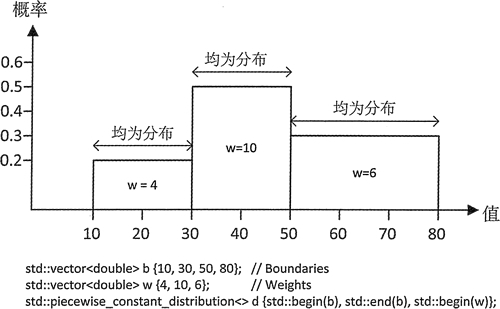 概率
均为分布
0.6
0.5
均为分布
0.4
均为分布
0.3
0.2
w = 4
w=10
w=6
值
10 20 30 40 50 60 70 80
std::vector<double> b {10, 30, 50, 80}; // Boundaries
std::vector<double> w {4, 10, 6}; // Weights
std::piecewise_constant_distribution<> d {std::begin(b), std::end(b), std::begin(w)};